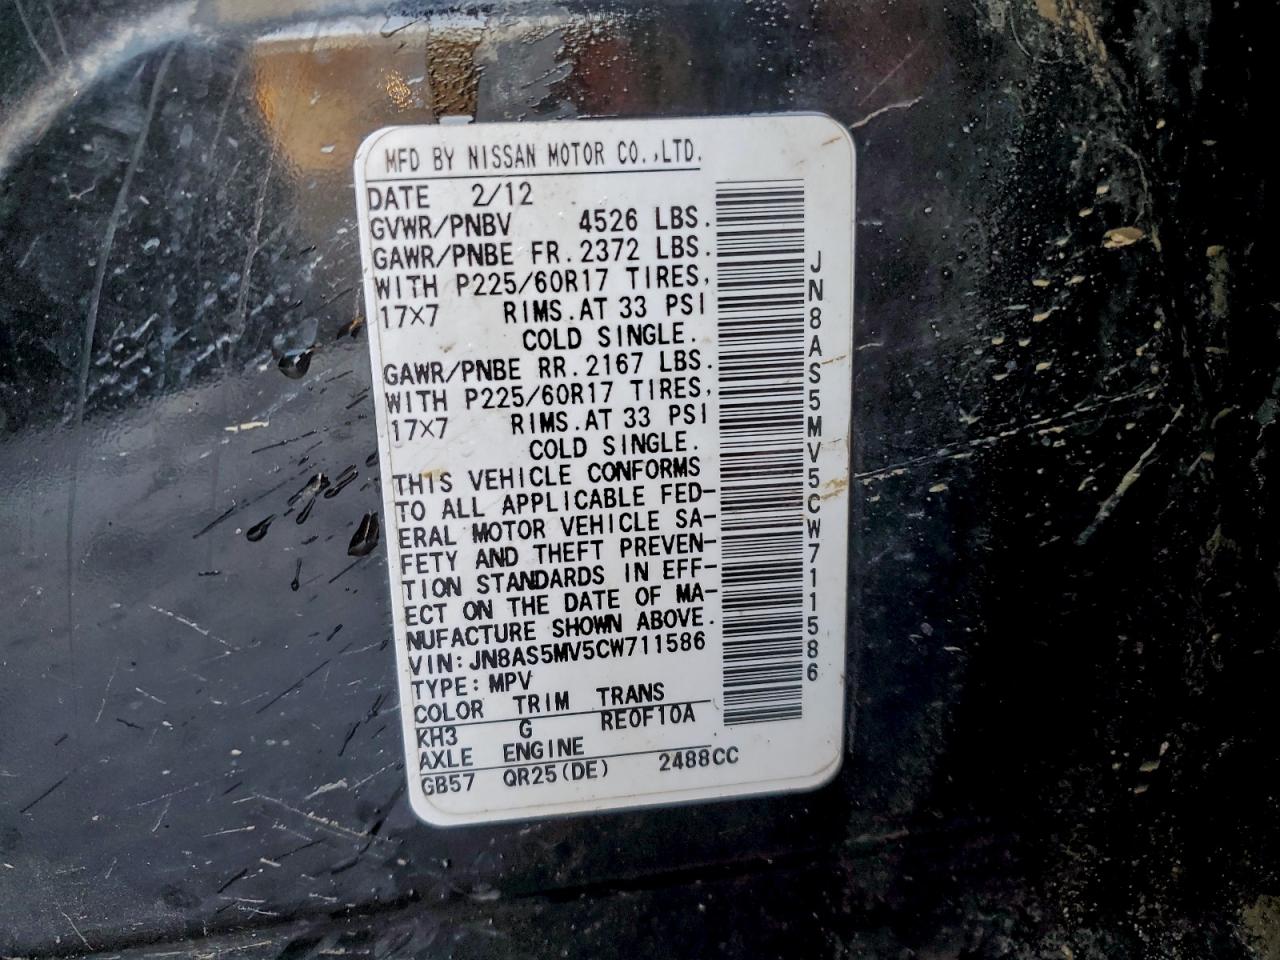 MFD BY NISSAN MOTOR CO.,LTD.
DATE 2/12
GVWR/PNBV 4526 LBS.
GAWR/PNBE FR.2372 LBS.
WITH P225/60R17 TIRES,
17×7 RIMS.AT 33 PSI
COLD SINGLE.
GAWR/PNBE RR.2167 LBS.
WITH P225/60R17 TIRES,
17×7 RIMS.AT 33 PSI
COLD SINGLE.
THIS VEHICLE CONFORMS
TO ALL APPLICABLE FED-
ERAL MOTOR VEHICLE SA-
FETY AND THEFT PREVEN-
TION STANDARDS IN EFF-
ECT ON THE DATE OF MA-
NUFACTURE SHOWN ABOVE.
VIN:JN8AS5MV5CW711586
TYPE:MPV
COLOR TRIM TRANS
KH3 G RE0F10A
AXLE ENGINE
GB57 QR25(DE) 2488CC
JN8AS5MV5CW711586